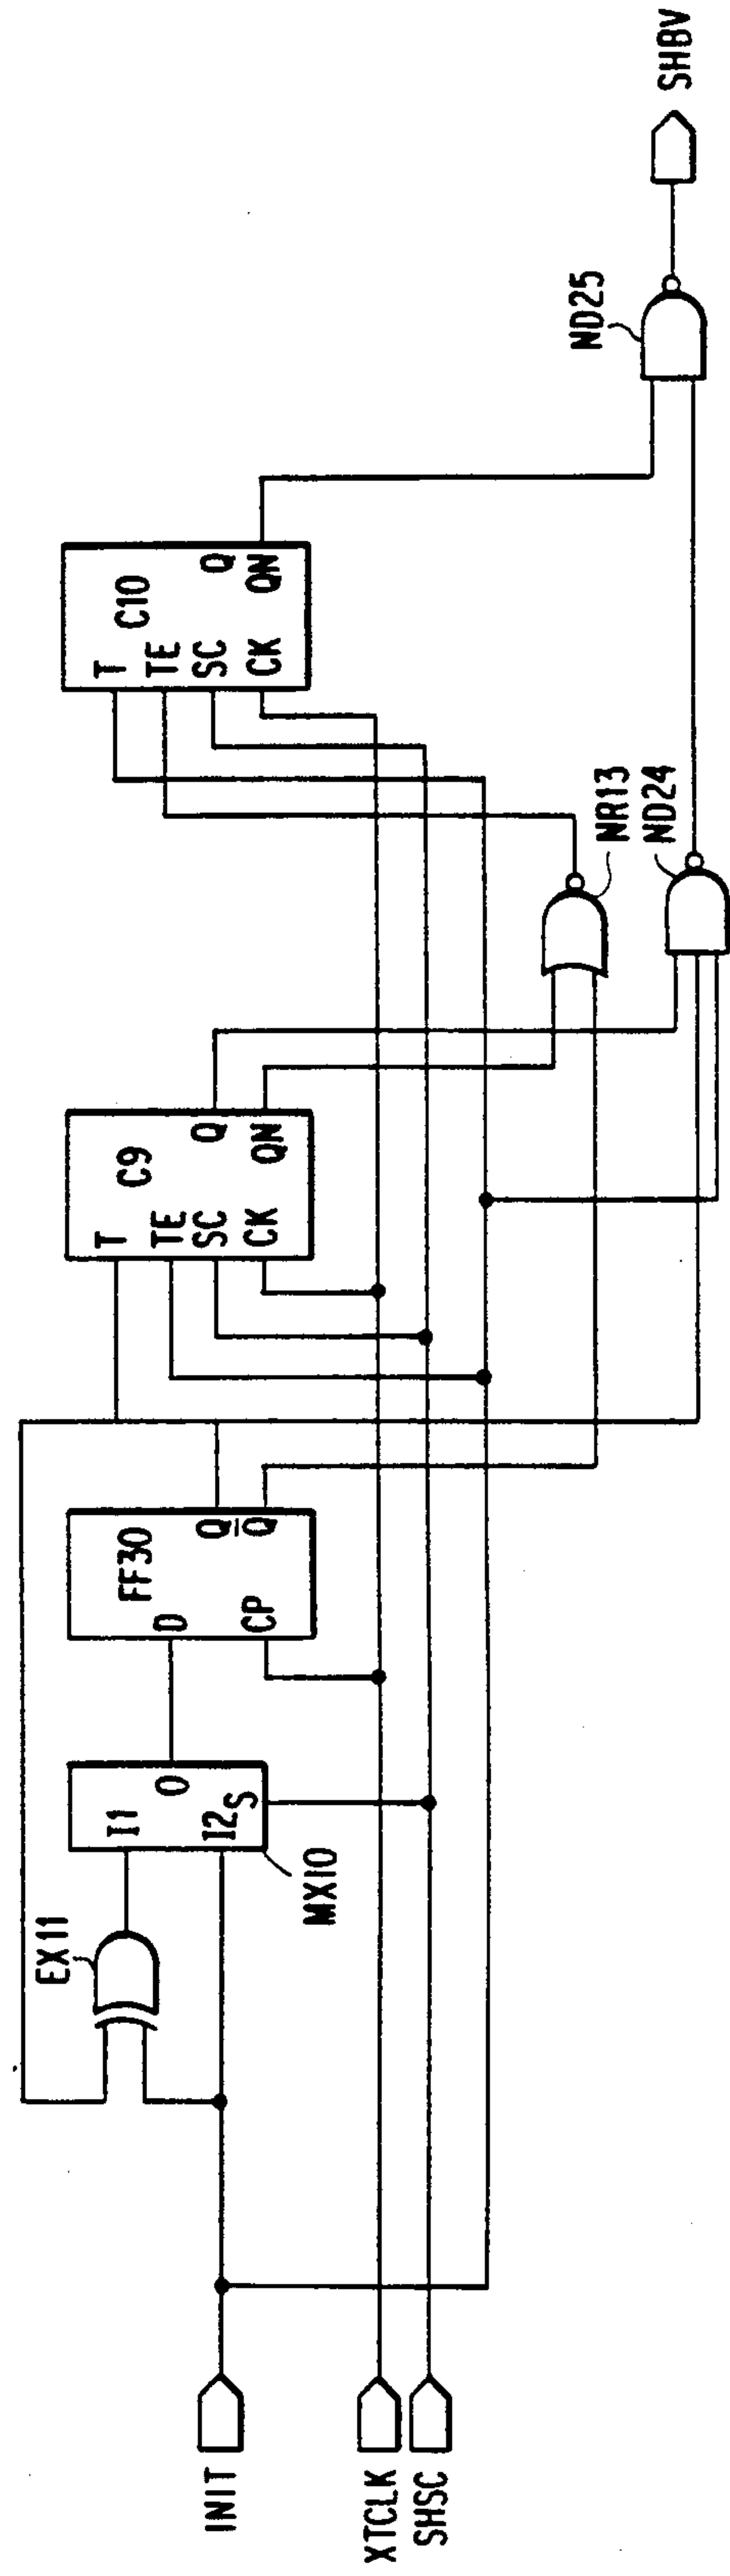 INIT
XTCLK
SHSC
EX11
I1
I2
O
S
MX10
FF30
D
CP
Q
Q̅
C9
T
TE
SC
CK
Q
QN
NR13
ND24
C10
T
TE
SC
CK
Q
QN
ND25
SHBV